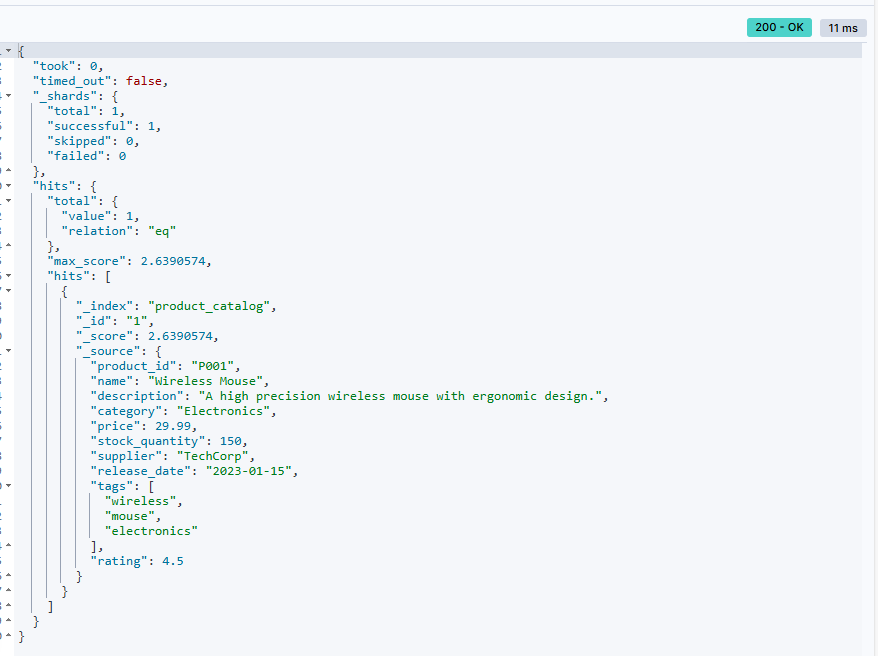 200 - OK
11 ms
{
"took": 0,
"timed_out": false,
"_shards": {
"total": 1,
"successful": 1,
"skipped": 0,
"failed": 0
},
"hits": {
"total": {
"value": 1,
"relation": "eq"
},
"max_score": 2.6390574,
"hits": [
{
"_index": "product_catalog",
"_id": "1",
"_score": 2.6390574,
"_source": {
"product_id": "P001",
"name": "Wireless Mouse",
"description": "A high precision wireless mouse with ergonomic design.",
"category": "Electronics",
"price": 29.99,
"stock_quantity": 150,
"supplier": "TechCorp",
"release_date": "2023-01-15",
"tags": [
"wireless",
"mouse",
"electronics"
],
"rating": 4.5
}
}
]
}
}